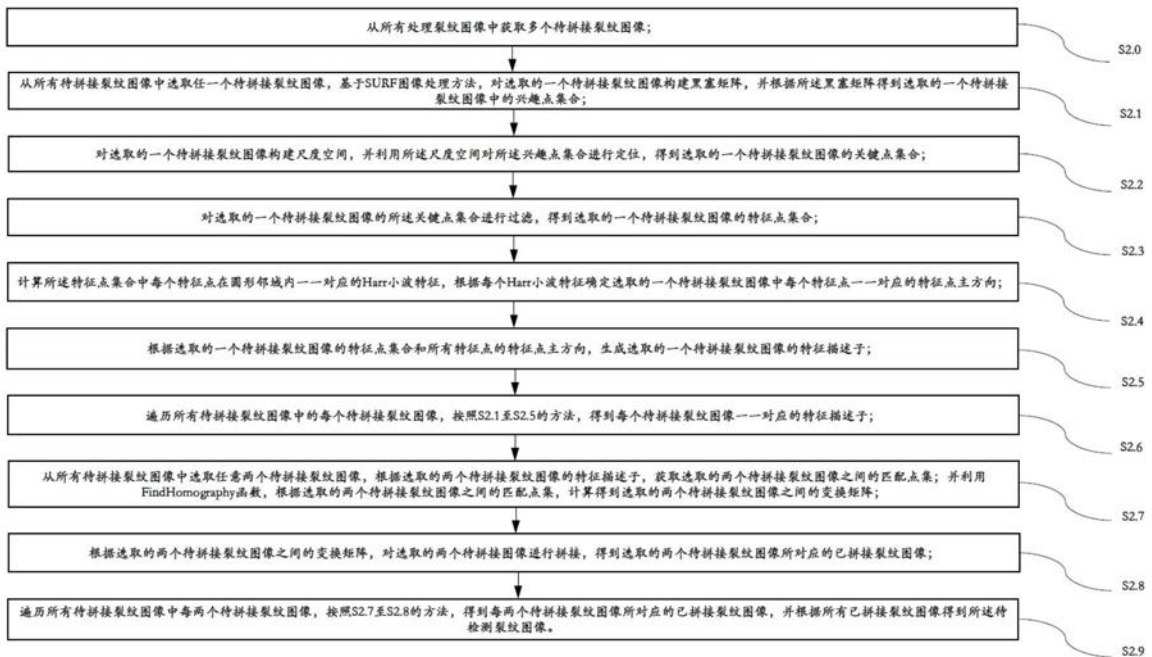 从所有处理裂纹图像中获取多个待拼接裂纹图像;
S2.0
从所有待拼接裂纹图像中选取任一个待拼接裂纹图像，基于SURF图像处理方法，对选取的一个待拼接裂纹图像构建黑塞矩阵，并根据所述黑塞矩阵得到选取的一个待拼接
裂纹图像中的兴趣点集合;
S2.1
对选取的一个待拼接裂纹图像构建尺度空间，并利用所述尺度空间对所述兴趣点集合进行定位，得到选取的一个待拼接裂纹图像的关键点集合;
S2.2
对选取的一个待拼接裂纹图像的所述关键点集合进行过滤，得到选取的一个待拼接裂纹图像的特征点集合;
S2.3
计算所述特征点集合中每个特征点在圆形邻域内一一对应的Harr小波特征，根据每个Harr小波特征确定选取的一个待拼接裂纹图像中每个特征点一一对应的特征点主方向;
S2.4
根据选取的一个待拼接裂纹图像的特征点集合和所有特征点的特征点主方向，生成选取的一个待拼接裂纹图像的特征描述子;
S2.5
遍历所有待拼接裂纹图像中的每个待拼接裂纹图像，按照S2.1至S2.5的方法，得到每个待拼接裂纹图像一一对应的特征描述子;
S2.6
从所有待拼接裂纹图像中选取任意两个待拼接裂纹图像，根据选取的两个待拼接裂纹图像的特征描述子，获取选取的两个待拼接裂纹图像之间的匹配点集；并利用
FindHomography函数，根据选取的两个待拼接裂纹图像之间的匹配点集，计算得到选取的两个待拼接裂纹图像之间的变换矩阵;
S2.7
根据选取的两个待拼接裂纹图像之间的变换矩阵，对选取的两个待拼接图像进行拼接，得到选取的两个待拼接裂纹图像所对应的已拼接裂纹图像;
S2.8
遍历所有待拼接裂纹图像中每两个待拼接裂纹图像，按照S2.7至S2.8的方法，得到每两个待拼接裂纹图像所对应的已拼接裂纹图像，并根据所有已拼接裂纹图像得到所述待
检测裂纹图像。
S2.9